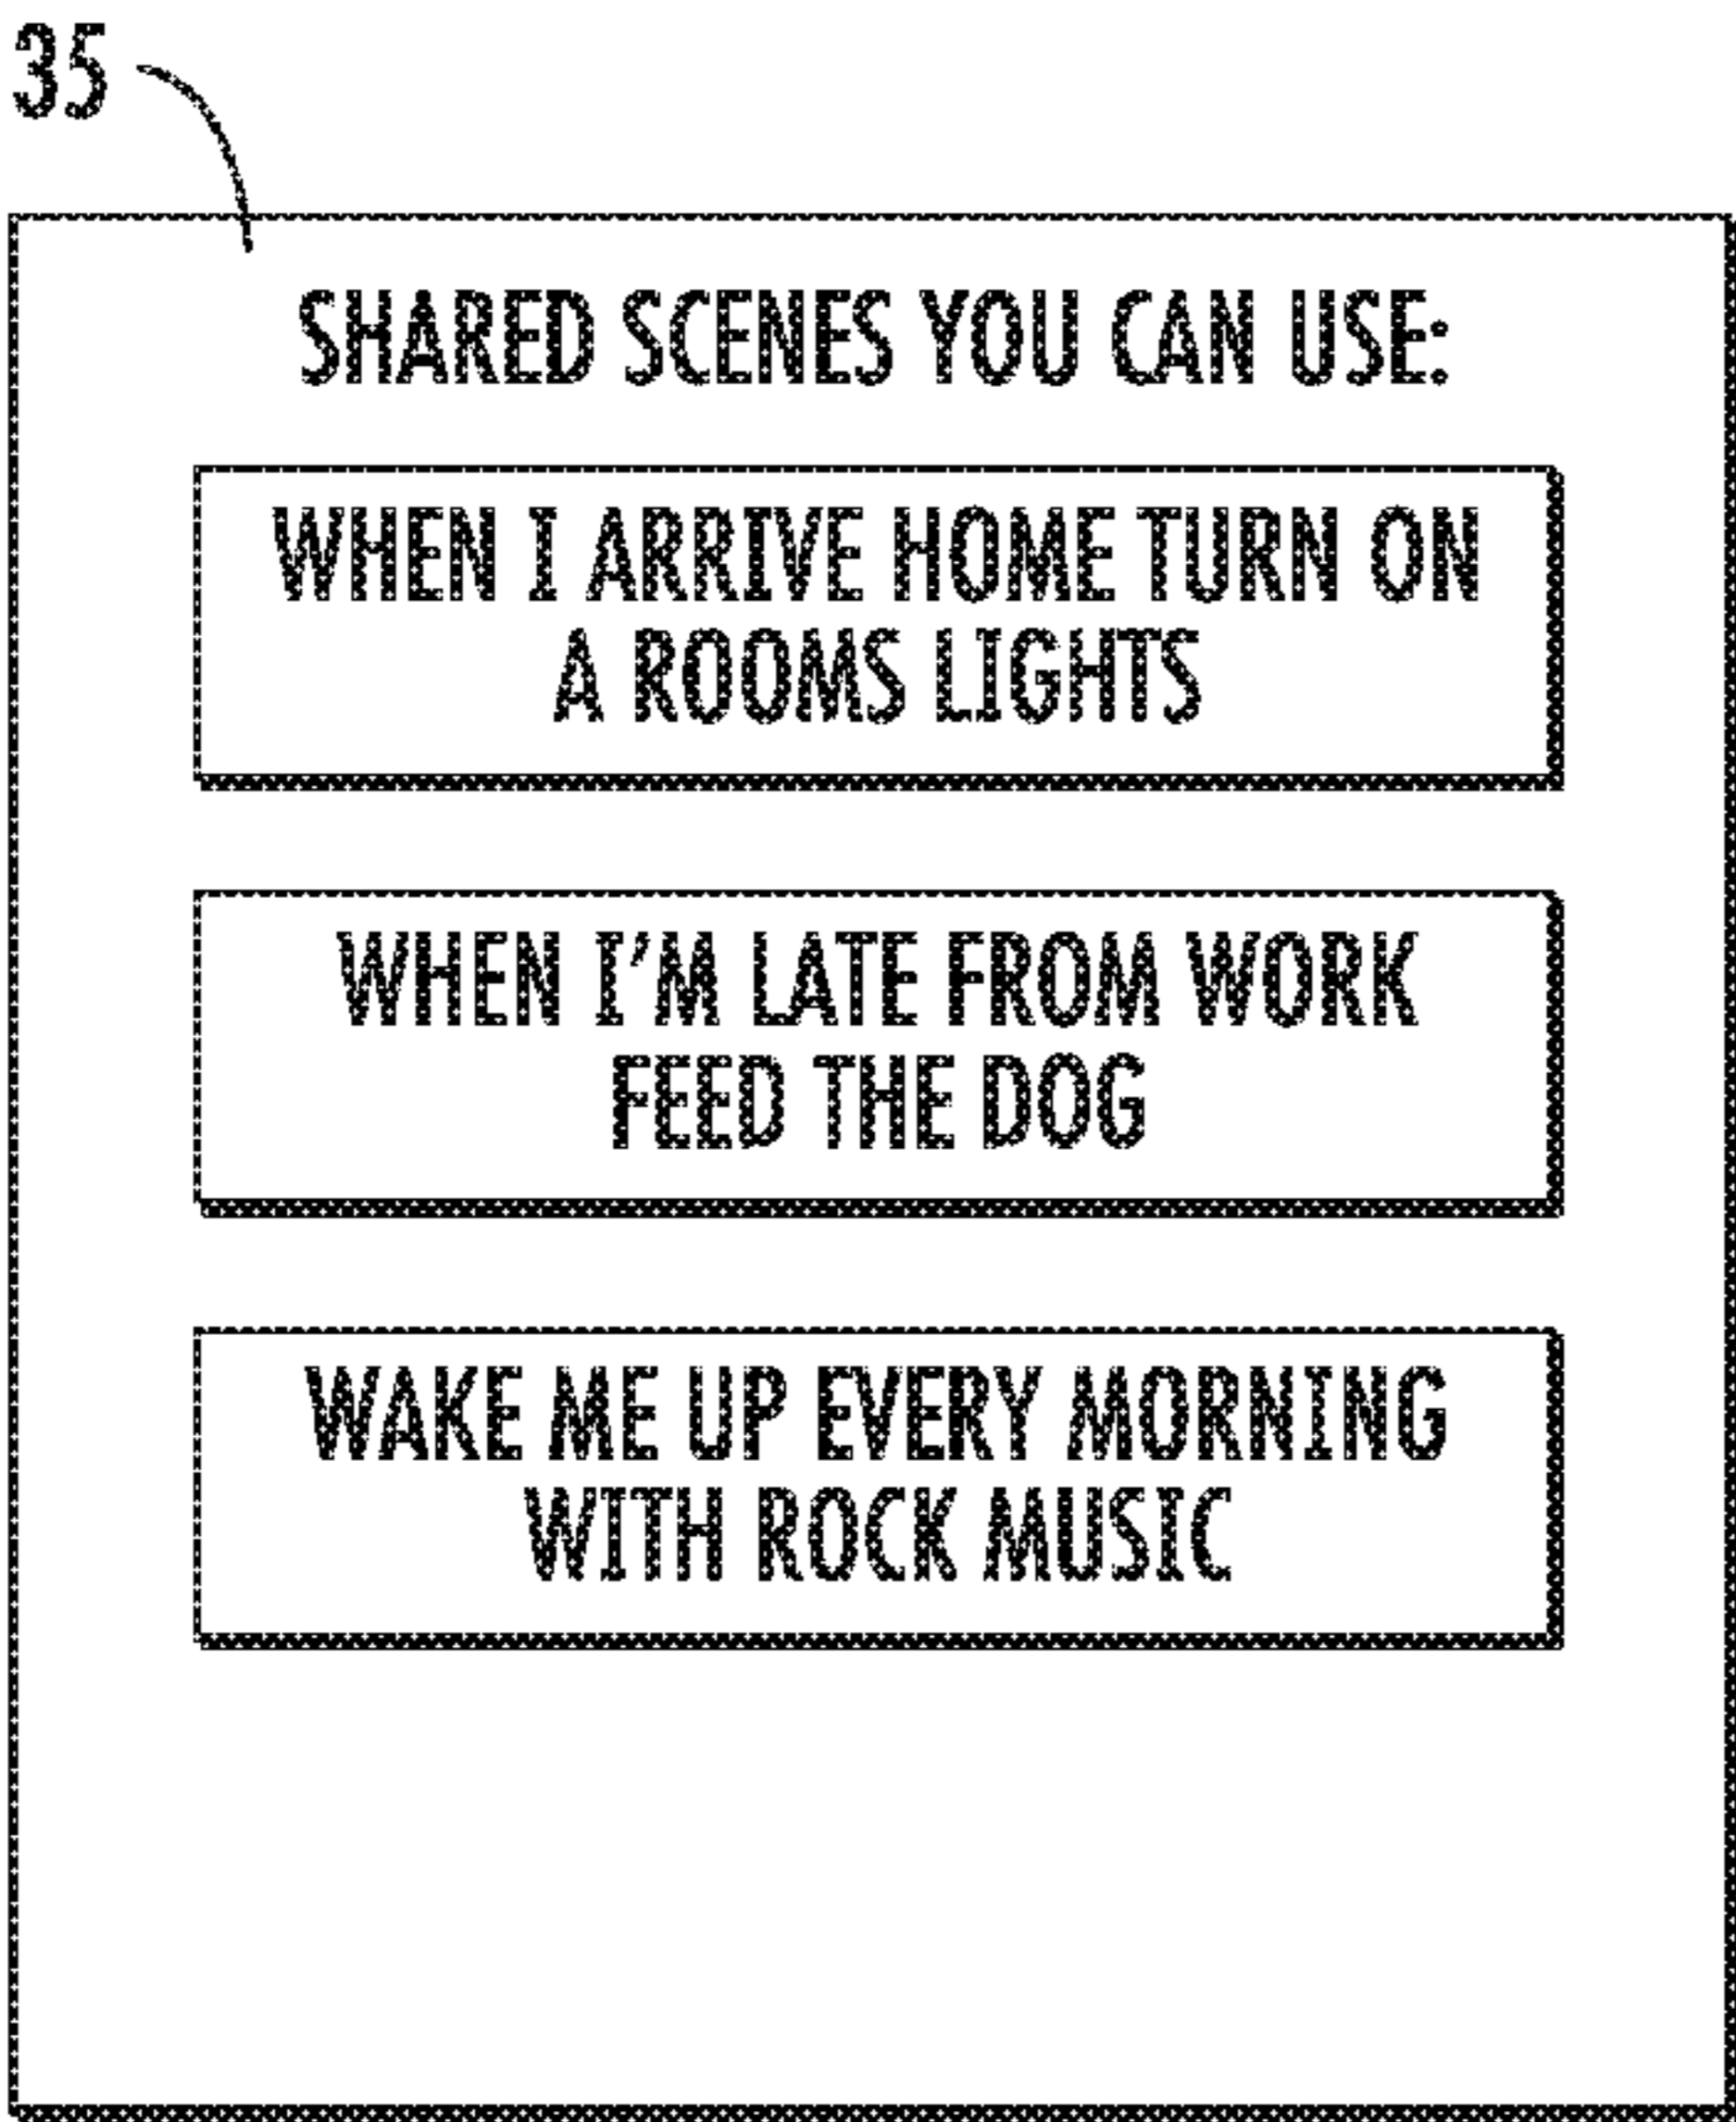 35
SHARED SCENES YOU CAN USE:
WHEN I ARRIVE HOME TURN ON
A ROOMS LIGHTS
WHEN I'M LATE FROM WORK
FEED THE DOG
WAKE ME UP EVERY MORNING
WITH ROCK MUSIC